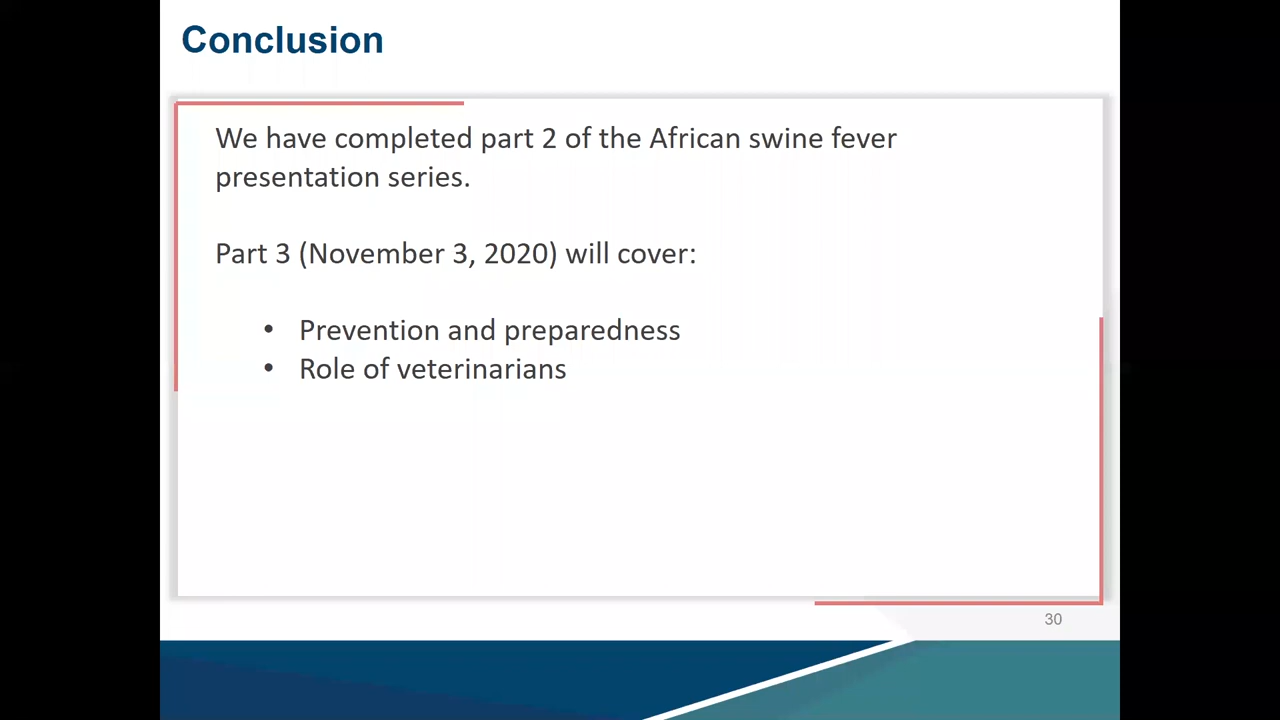 Conclusion
We have completed part 2 of the African swine fever
presentation series.
Part 3 (November 3, 2020) will cover:
• Prevention and preparedness
• Role of veterinarians
30